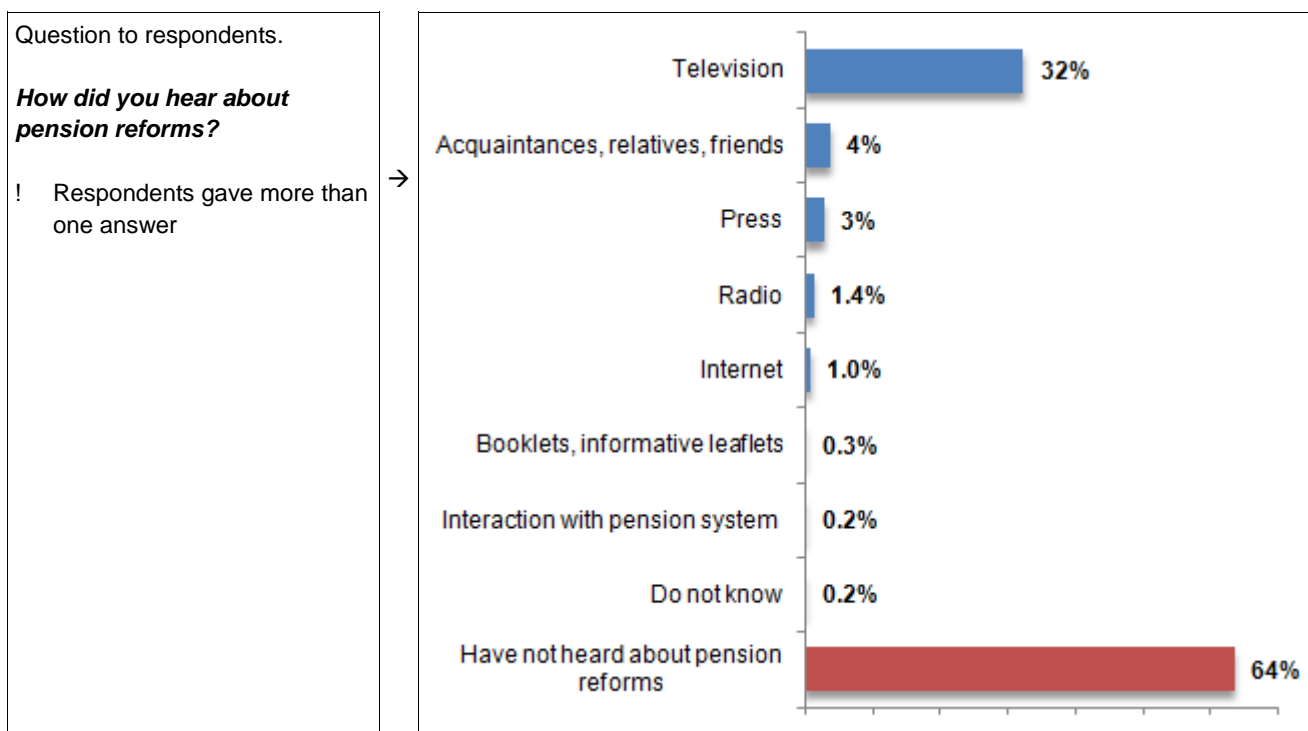 Question to respondents.
How did you hear about
pension reforms?
! Respondents gave more than
one answer
→
Television
32%
Acquaintances, relatives, friends
4%
Press
3%
Radio
1.4%
Internet
1.0%
Booklets, informative leaflets
0.3%
Interaction with pension system
0.2%
Do not know
0.2%
Have not heard about pension
reforms
64%